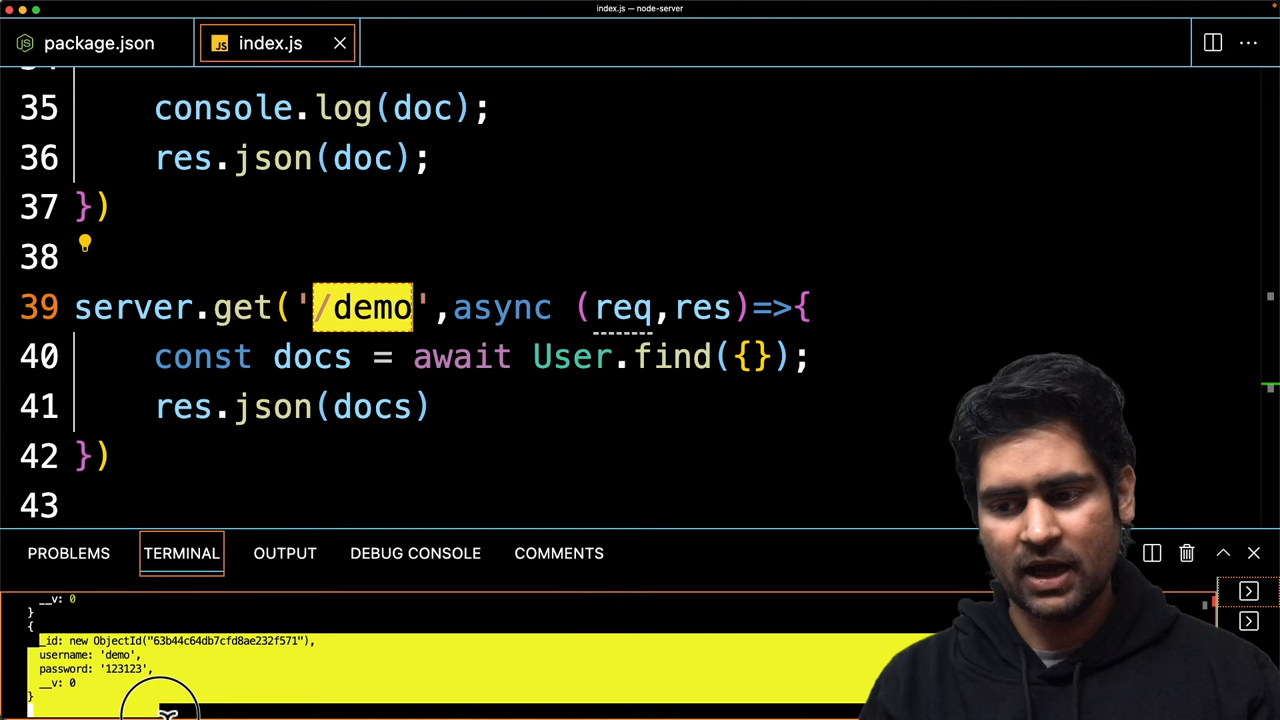 index.js — node-server
package.json
JS index.js
35 console.log(doc);
36 res.json(doc);
37 })
38
39 server.get('/demo',async (req,res)=>{
40 const docs = await User.find({});
41 res.json(docs)
42 })
43
PROBLEMS TERMINAL OUTPUT DEBUG CONSOLE COMMENTS
__v: 0
}
{
_id: new ObjectId("63b44c64db7cfd8ae232f571"),
username: 'demo',
password: '123123',
__v: 0
}